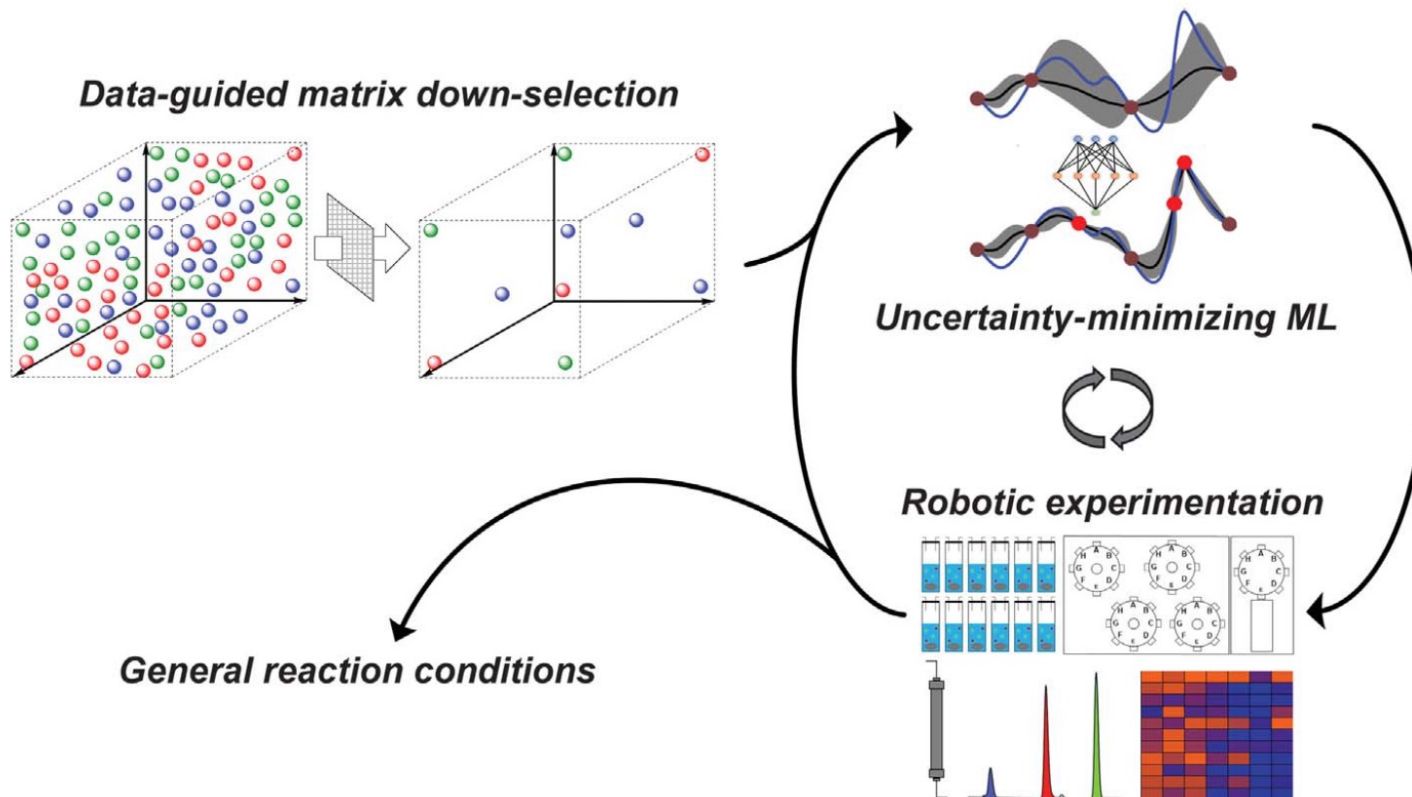 Data-guided matrix down-selection
Uncertainty-minimizing ML
Robotic experimentation
A
B
C
D
E
F
G
H
A
B
C
D
E
F
G
H
A
B
C
D
E
F
G
H
A
B
C
D
E
F
G
H
A
B
C
D
E
F
G
H
General reaction conditions